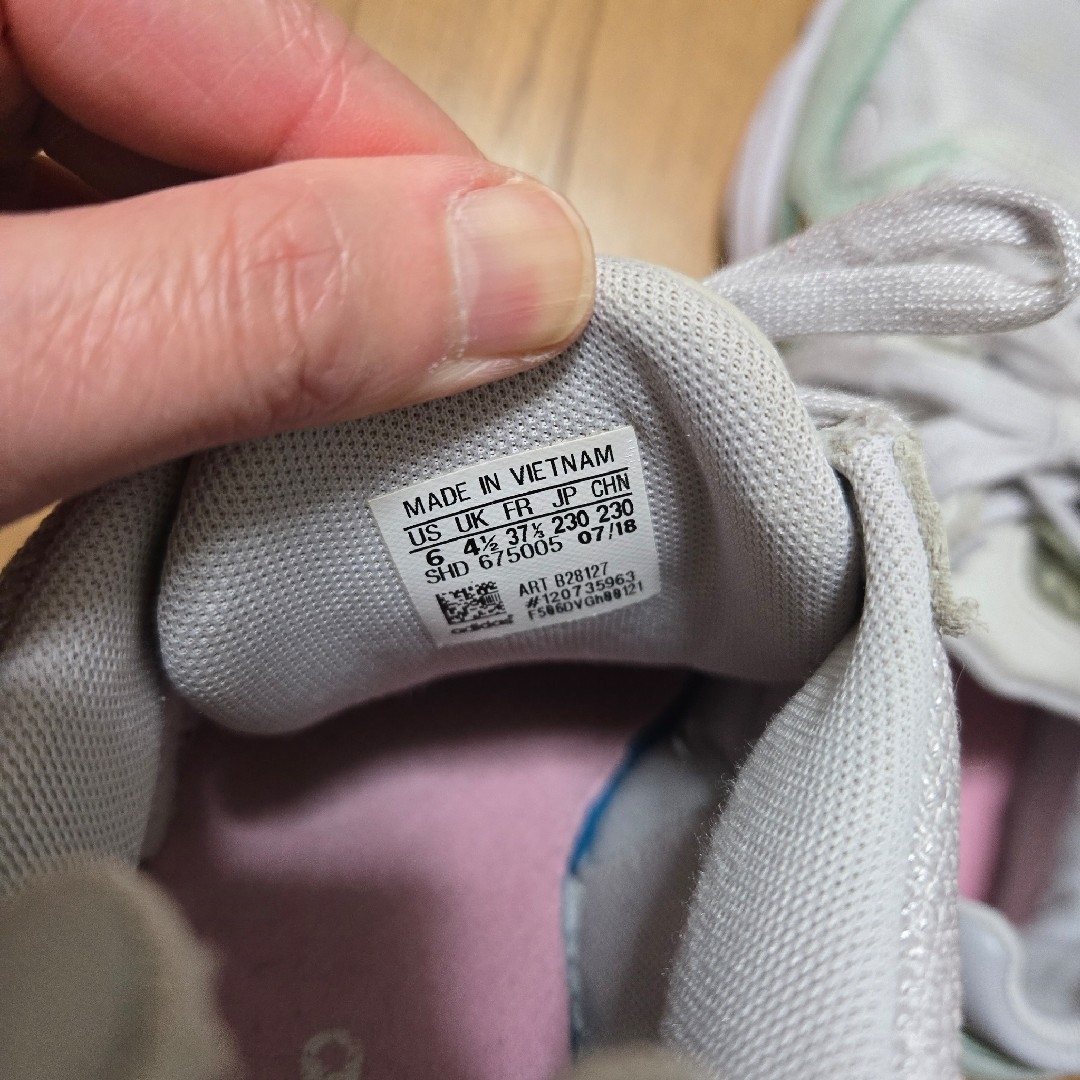 MADE IN VIETNAM
US UK FR JP CHN
6 4½ 37⅓ 230 230
SHD 675005 07/18
ART B28127
#120735963
F506DVGh00121
adidas